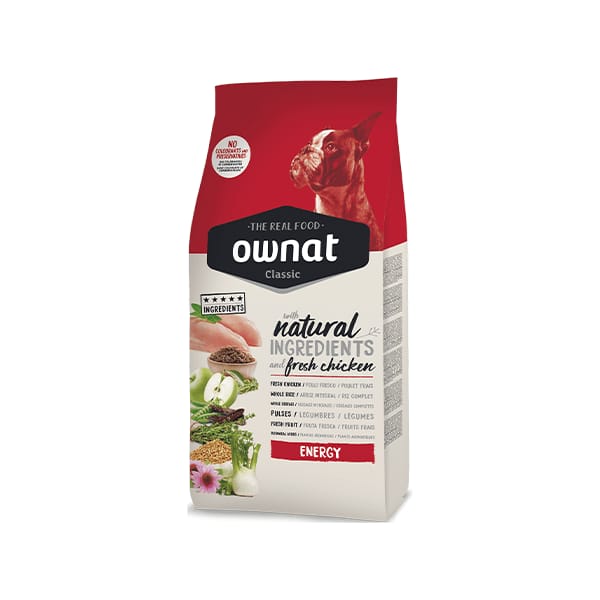 NO
COLORANTS AND
PRESERVATIVES
·THE REAL FOOD·
ownat
Classic
★★★★★
INGREDIENTS
with
natural
INGREDIENTS
and fresh chicken
FRESH CHICKEN / POLLO FRESCO / POULET FRAIS
WHOLE RICE / ARROZ INTEGRAL / RIZ COMPLET
PULSES / LEGUMBRES / LÉGUMES
FRESH FRUIT / FRUTA FRESCA / FRUITS FRAIS
ENERGY